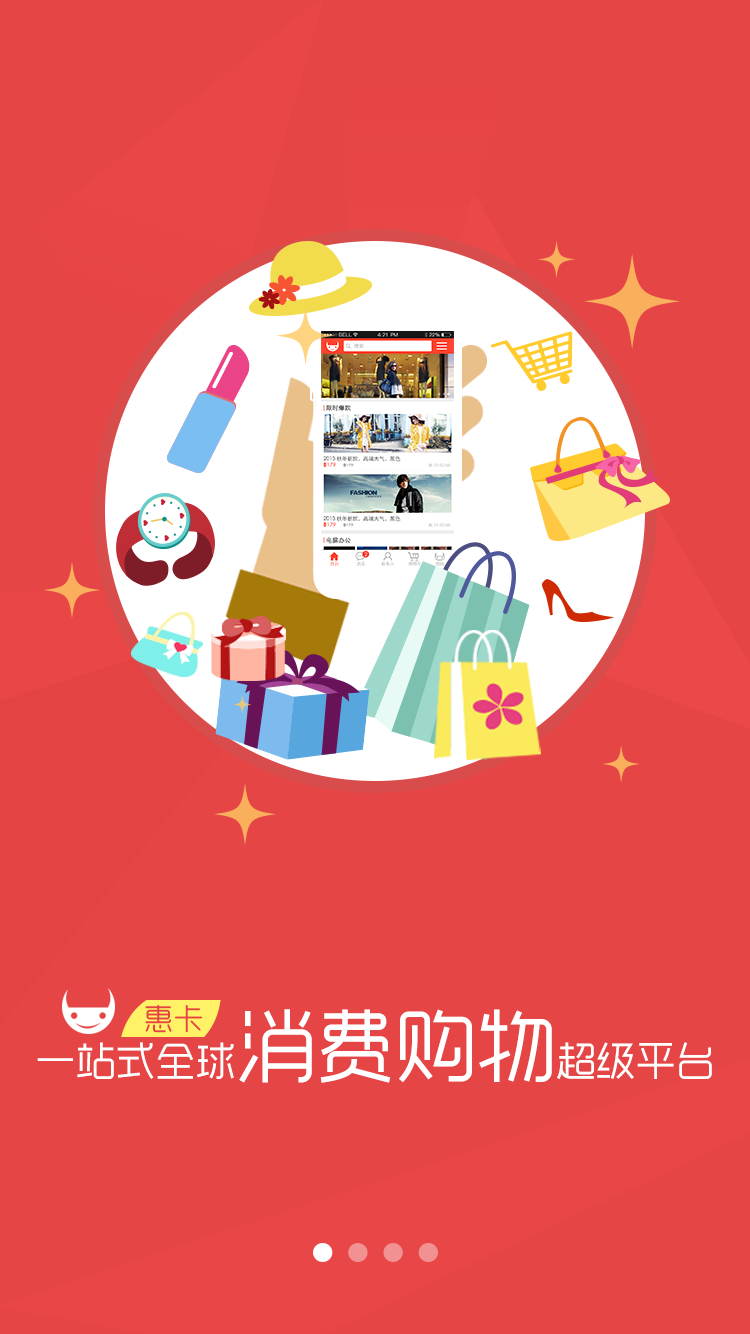 BELL 4:21 PM 22%
搜索
限时爆款
2015 秋冬新款，高端大气，黑色
¥179 ¥179
FASHION
2015 秋冬新款，高端大气，黑色
¥179 ¥179
电脑办公
首页
2
惠卡
一站式全球消费购物超级平台